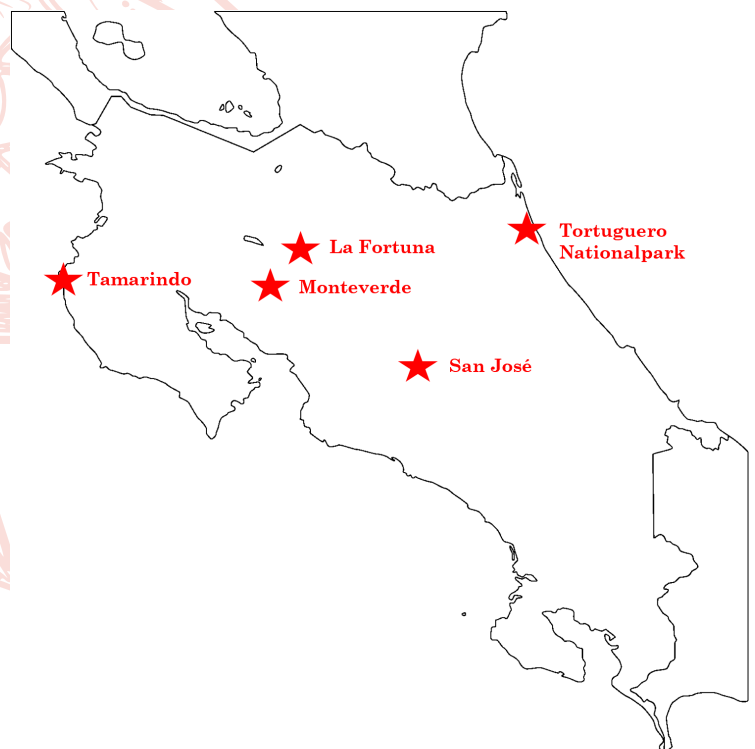 Tortuguero
Nationalpark
La Fortuna
Tamarindo
Monteverde
San José